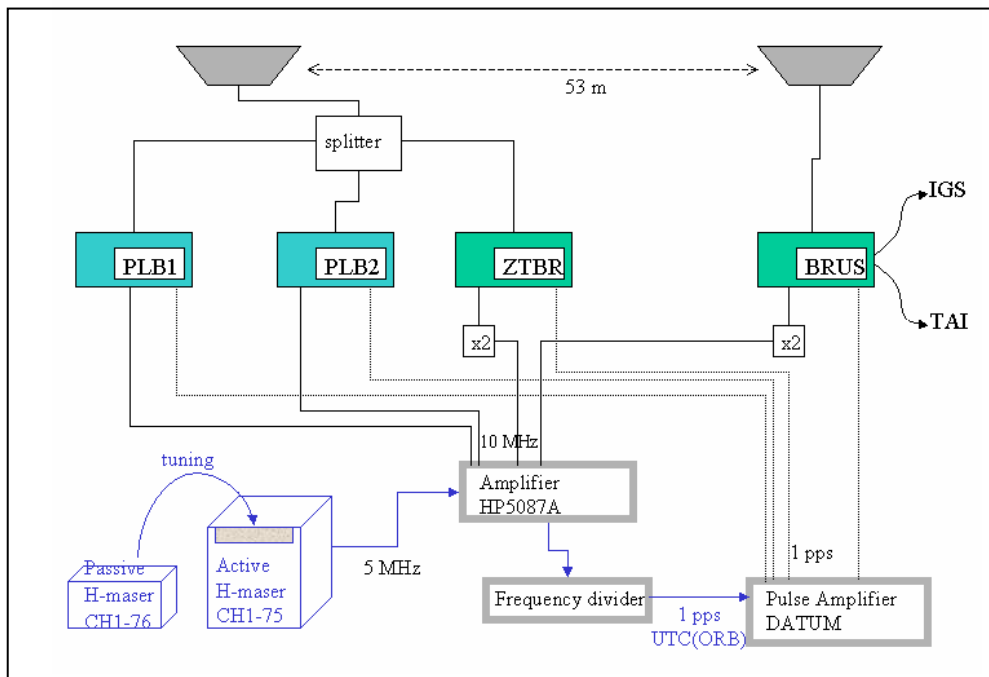 53 m
splitter
IGS
PLB1
PLB2
ZTBR
BRUS
TAI
x2
x2
10 MHz
tuning
Amplifier
HP5087A
1 pps
5 MHz
Passive
H-maser
CH1-76
Active
H-maser
CH1-75
Frequency divider
1 pps
UTC(ORB)
Pulse Amplifier
DATUM